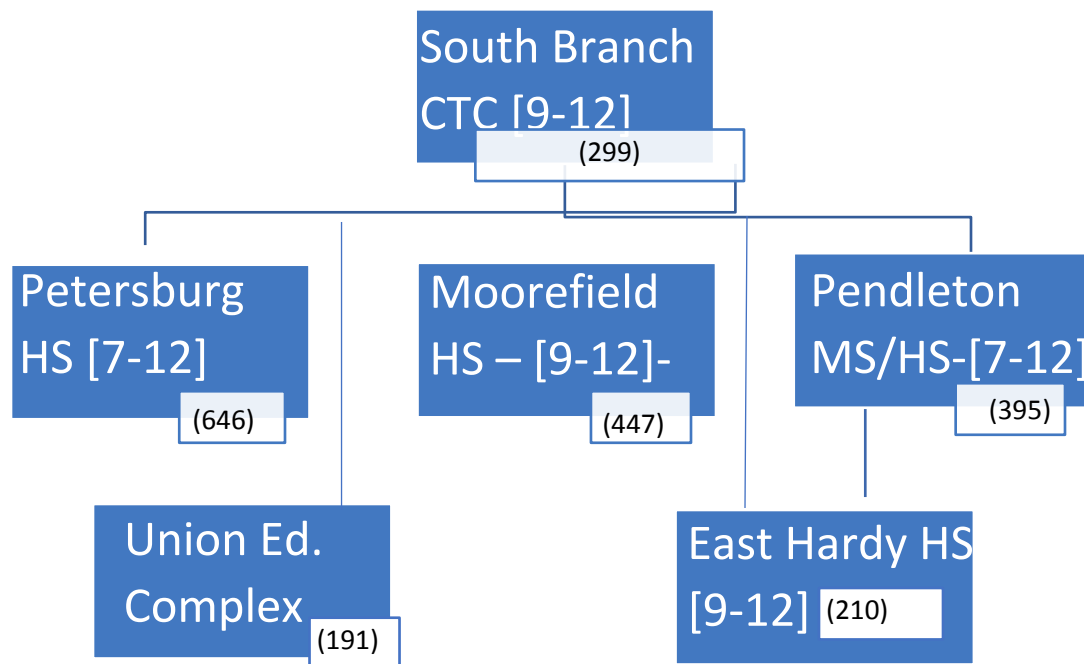 South Branch
CTC [9-12]
(299)
Petersburg
HS [7-12]
(646)
Moorefield
HS – [9-12]-
(447)
Pendleton
MS/HS-[7-12]
(395)
Union Ed.
Complex
(191)
East Hardy HS
[9-12] (210)